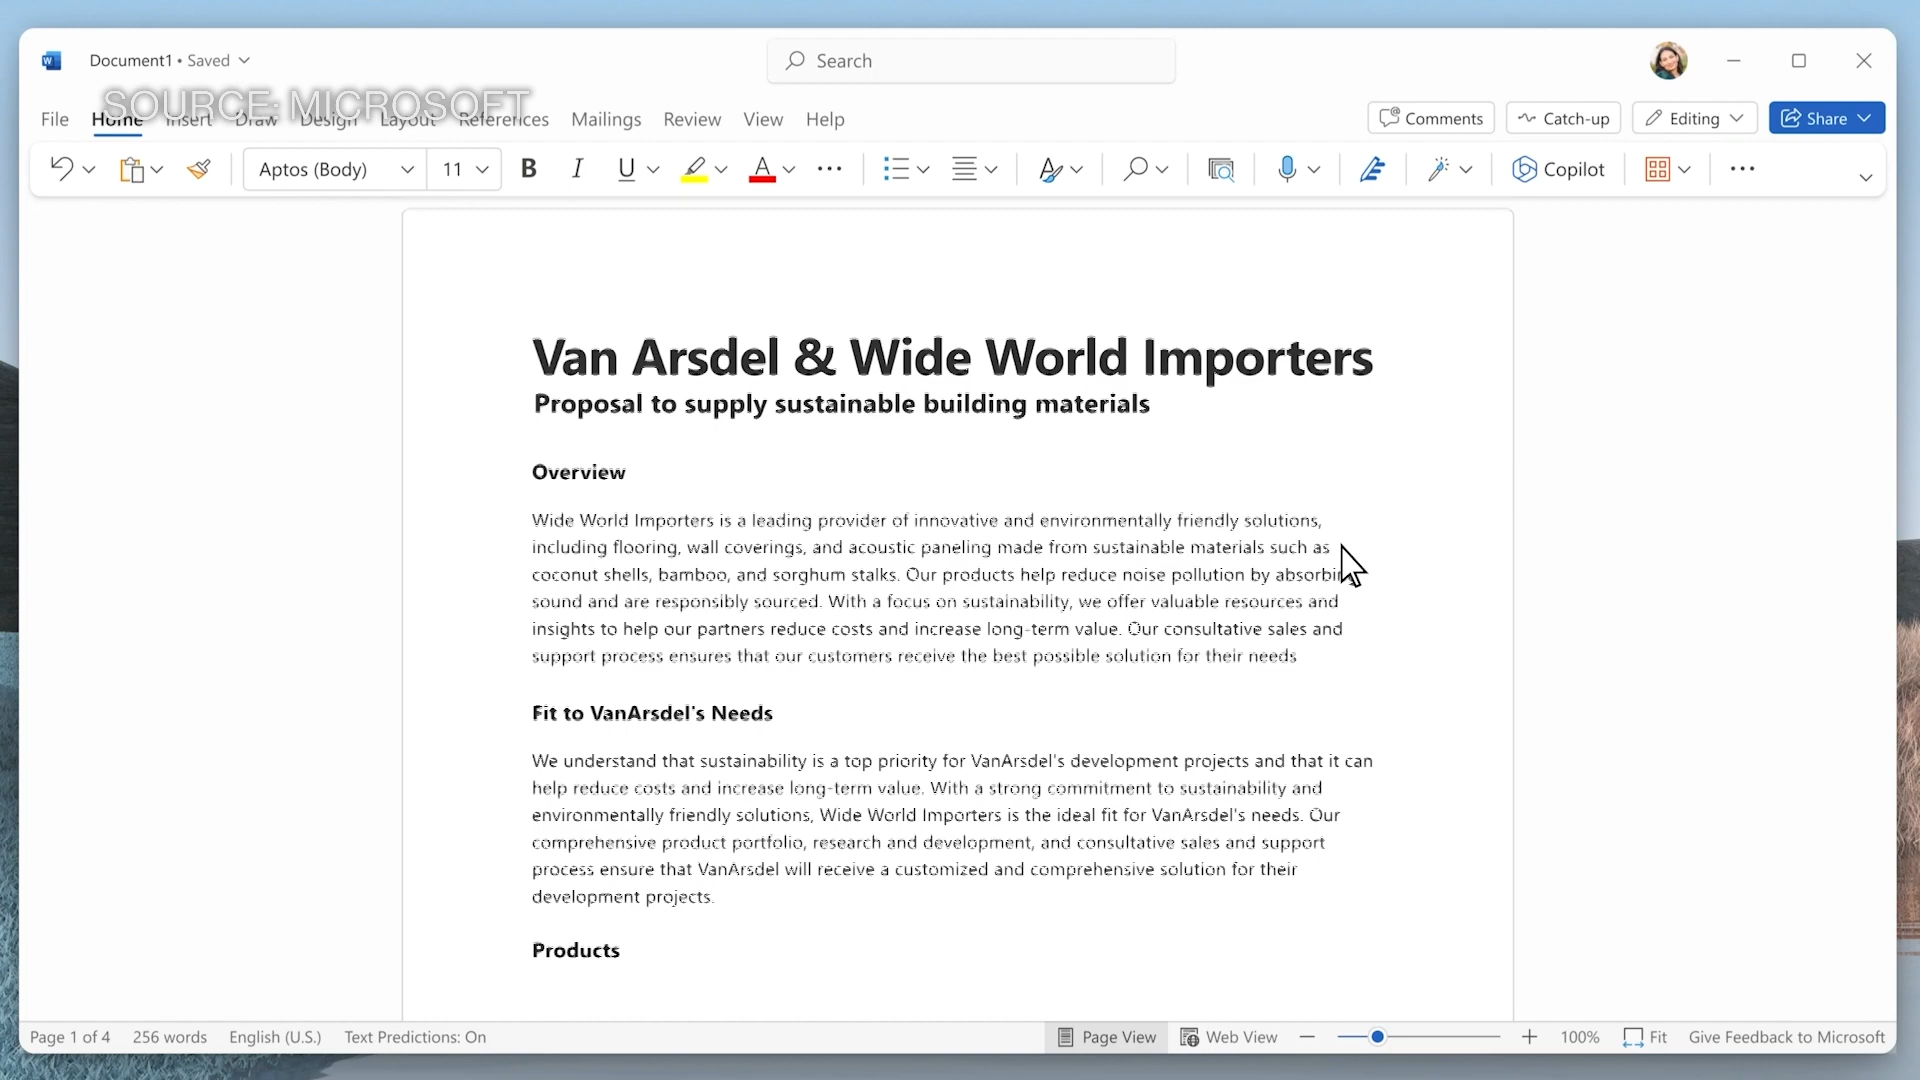 Document1 • Saved
Search
SOURCE: MICROSOFT
File Home Insert Draw Design Layout References Mailings Review View Help
Comments Catch-up Editing Share
Aptos (Body) 11 B I U A Copilot
Van Arsdel & Wide World Importers
Proposal to supply sustainable building materials
Overview
Wide World Importers is a leading provider of innovative and environmentally friendly solutions,
including flooring, wall coverings, and acoustic paneling made from sustainable materials such as
coconut shells, bamboo, and sorghum stalks. Our products help reduce noise pollution by absorbing
sound and are responsibly sourced. With a focus on sustainability, we offer valuable resources and
insights to help our partners reduce costs and increase long-term value. Our consultative sales and
support process ensures that our customers receive the best possible solution for their needs
Fit to VanArsdel's Needs
We understand that sustainability is a top priority for VanArsdel's development projects and that it can
help reduce costs and increase long-term value. With a strong commitment to sustainability and
environmentally friendly solutions, Wide World Importers is the ideal fit for VanArsdel's needs. Our
comprehensive product portfolio, research and development, and consultative sales and support
process ensure that VanArsdel will receive a customized and comprehensive solution for their
development projects.
Products
Page 1 of 4 256 words English (U.S.) Text Predictions: On Page View Web View 100% Fit Give Feedback to Microsoft